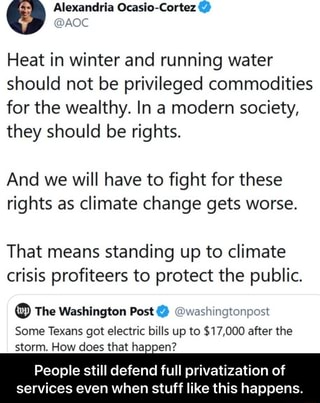 Alexandria Ocasio-Cortez
@AOC
Heat in winter and running water
should not be privileged commodities
for the wealthy. In a modern society,
they should be rights.
And we will have to fight for these
rights as climate change gets worse.
That means standing up to climate
crisis profiteers to protect the public.
wp The Washington Post @washingtonpost
Some Texans got electric bills up to $17,000 after the
storm. How does that happen?
People still defend full privatization of
services even when stuff like this happens.